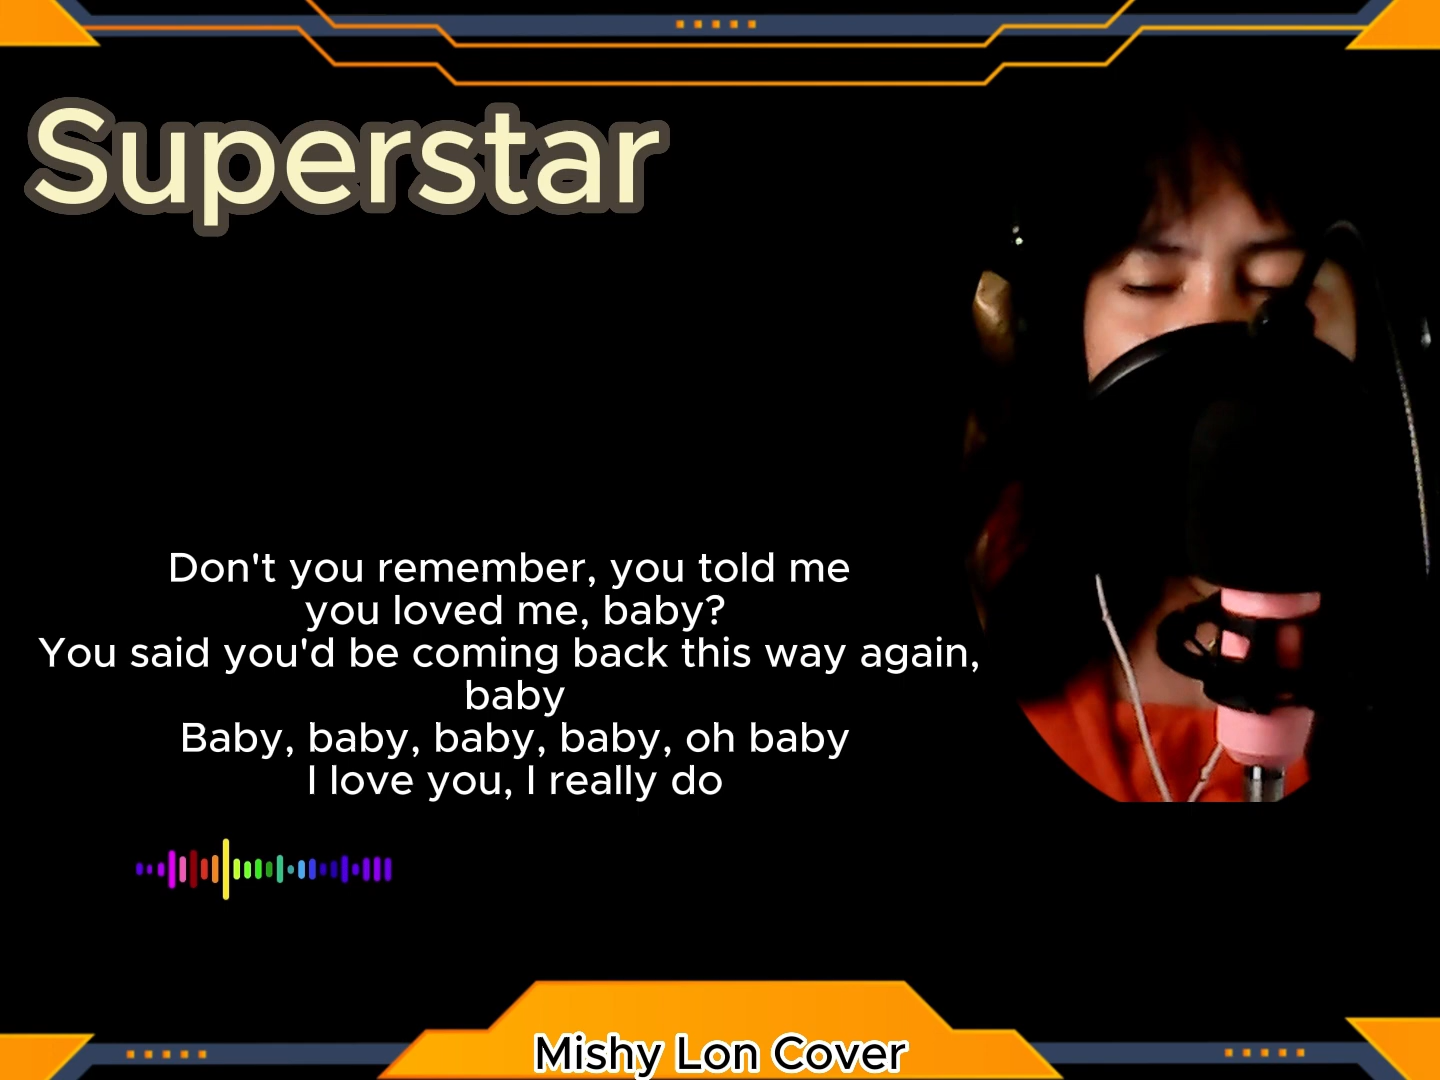 Superstar
Don't you remember, you told me
you loved me, baby?
You said you'd be coming back this way again,
baby
Baby, baby, baby, baby, oh baby
I love you, I really do
Mishy Lon Cover